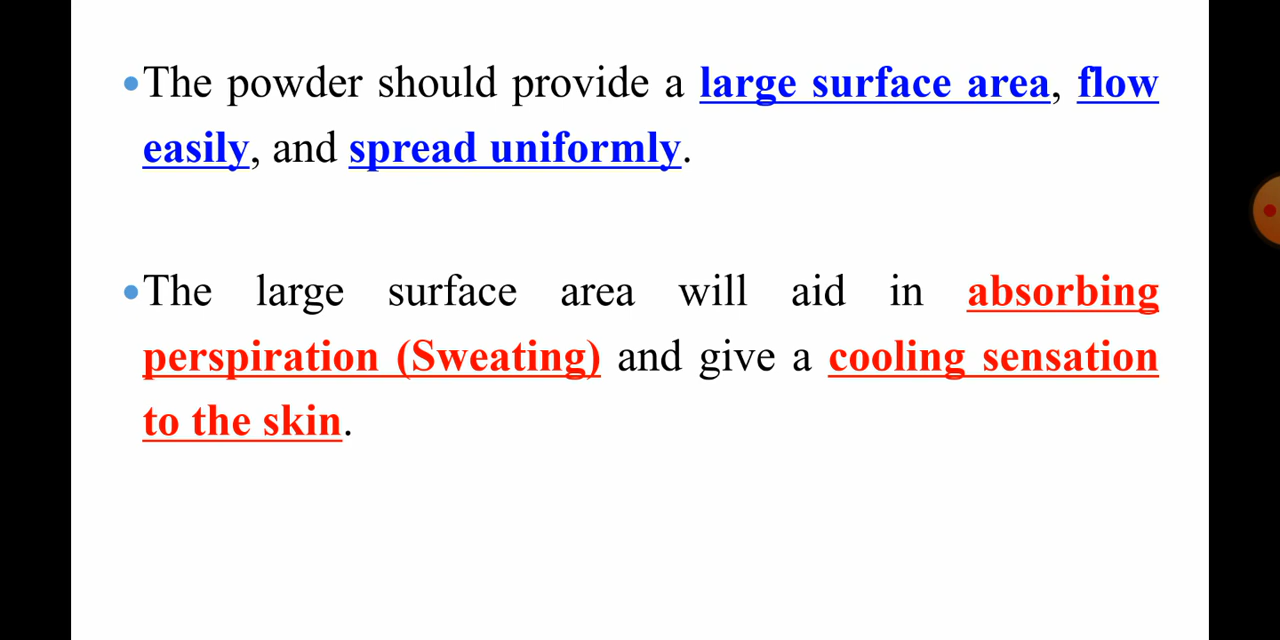 •The powder should provide a large surface area, flow
easily, and spread uniformly.
•The large surface area will aid in absorbing
perspiration (Sweating) and give a cooling sensation
to the skin.